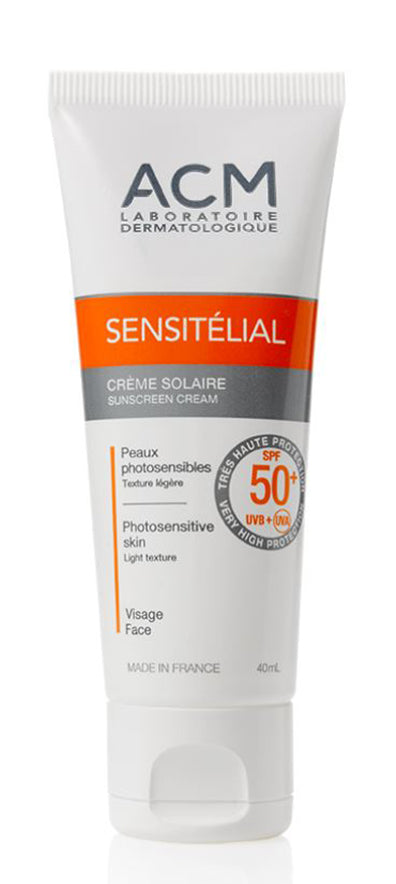 ACM
LABORATOIRE
DERMATOLOGIQUE
SENSITÉLIAL
CRÈME SOLAIRE
SUNSCREEN CREAM
Peaux
photosensibles
Texture légère
Photosensitive
skin
Light texture
TRÈS HAUTE PROTECTION
SPF
50+
UVB + UVA
VERY HIGH PROTECTION
Visage
Face
MADE IN FRANCE 40mL